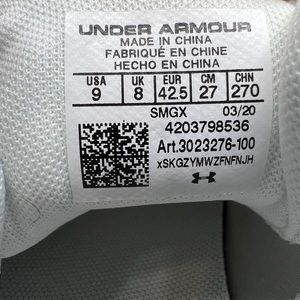 UNDER ARMOUR
MADE IN CHINA
FABRIQUÉ EN CHINE
HECHO EN CHINA
USA UK EUR CM CHN
9 8 42.5 27 270
SMGX 03/20
4203798536
Art.3023276-100
xSKGZYMWZFNFNJH